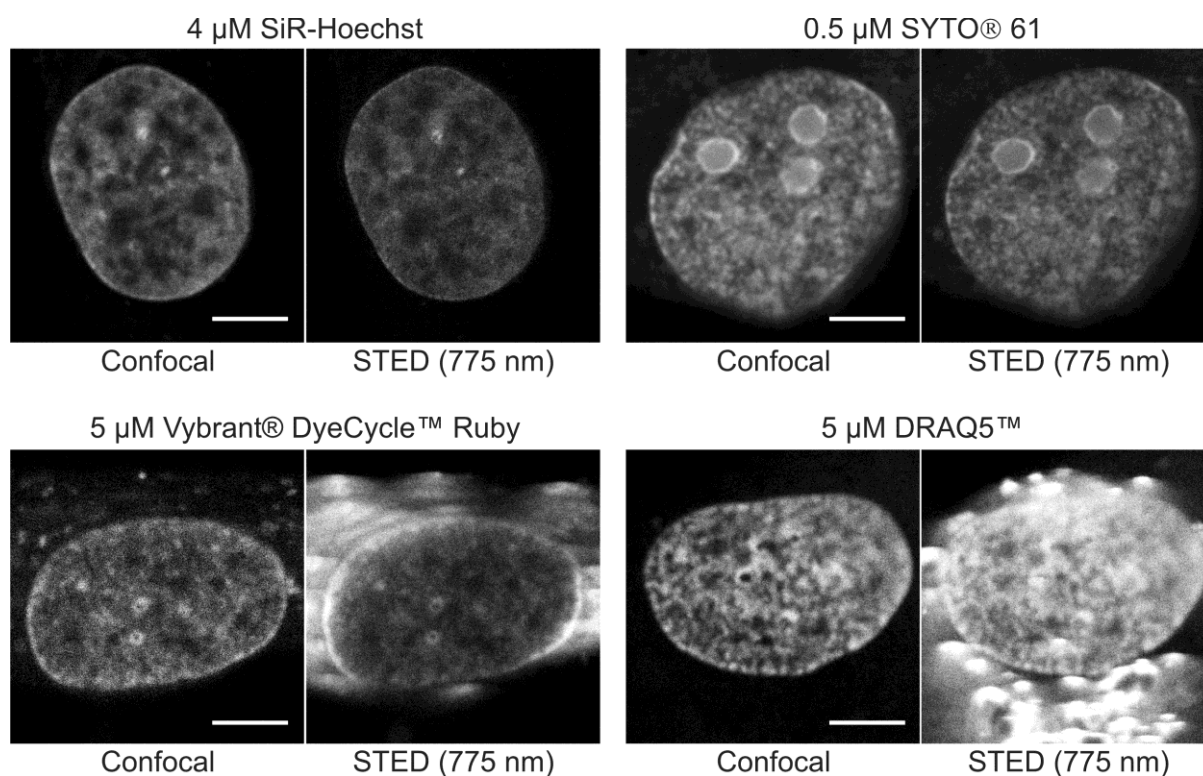 4 µM SiR-Hoechst
0.5 µM SYTO® 61
Confocal
STED (775 nm)
Confocal
STED (775 nm)
5 µM Vybrant® DyeCycle™ Ruby
5 µM DRAQ5™
Confocal
STED (775 nm)
Confocal
STED (775 nm)